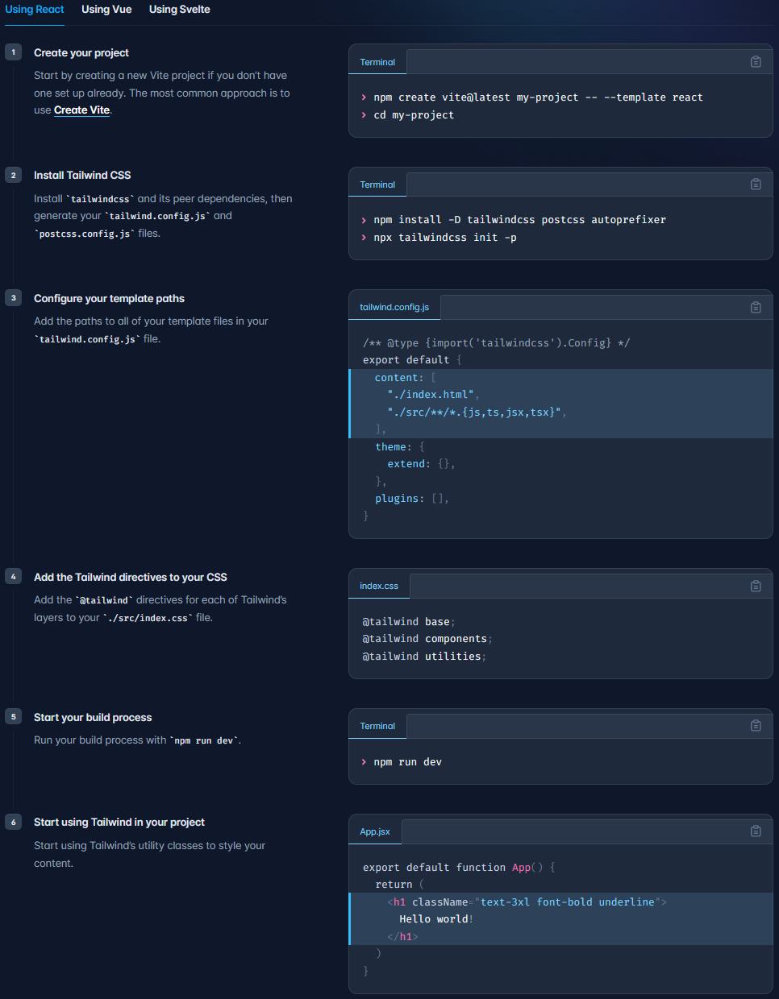 Using React Using Vue Using Svelte
1 Create your project
Start by creating a new Vite project if you don't have
one set up already. The most common approach is to
use Create Vite.
Terminal
> npm create vite@latest my-project -- --template react
> cd my-project
2 Install Tailwind CSS
Install `tailwindcss` and its peer dependencies, then
generate your `tailwind.config.js` and
`postcss.config.js` files.
Terminal
> npm install -D tailwindcss postcss autoprefixer
> npx tailwindcss init -p
3 Configure your template paths
Add the paths to all of your template files in your
`tailwind.config.js` file.
tailwind.config.js
/** @type {import('tailwindcss').Config} */
export default {
  content: [
    "./index.html",
    "./src/**/*.{js,ts,jsx,tsx}",
  ],
  theme: {
    extend: {},
  },
  plugins: [],
}
4 Add the Tailwind directives to your CSS
Add the `@tailwind` directives for each of Tailwind's
layers to your `./src/index.css` file.
index.css
@tailwind base;
@tailwind components;
@tailwind utilities;
5 Start your build process
Run your build process with `npm run dev`.
Terminal
> npm run dev
6 Start using Tailwind in your project
Start using Tailwind's utility classes to style your
content.
App.jsx
export default function App() {
  return (
    <h1 className="text-3xl font-bold underline">
      Hello world!
    </h1>
  )
}